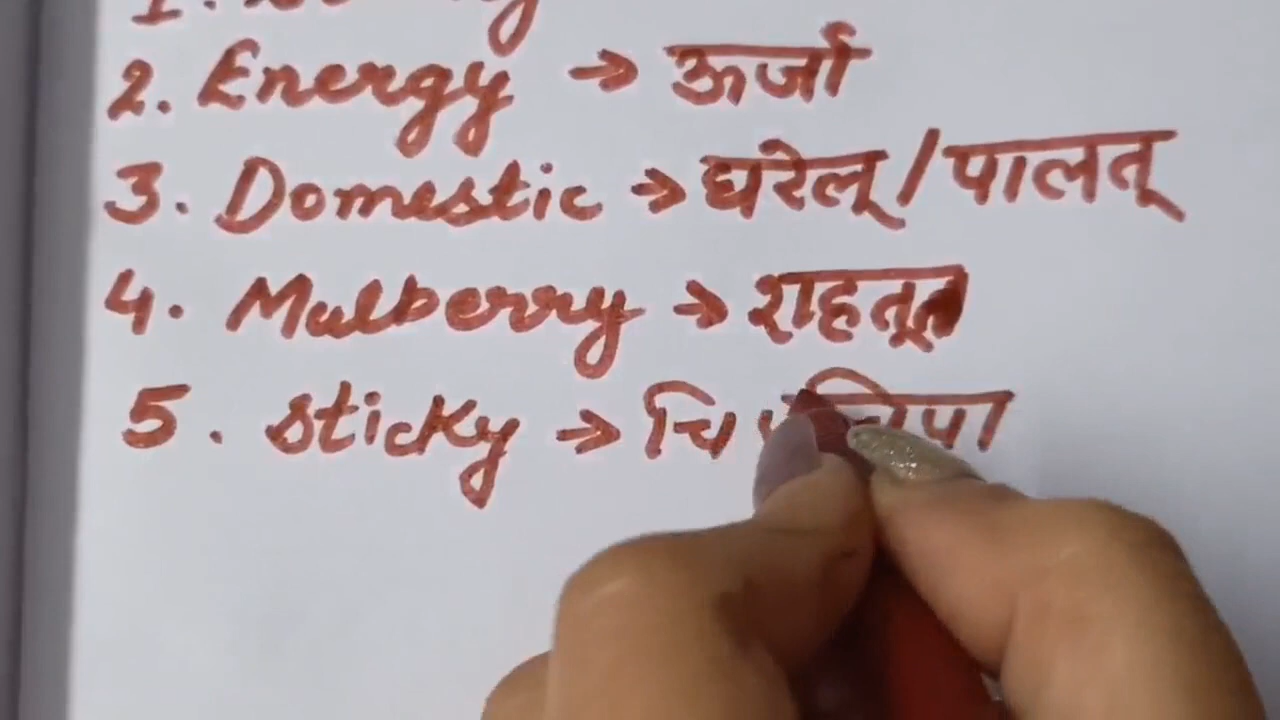 2. Energy → ऊर्जा
3. Domestic → घरेलू / पालतू
4. Mulberry → शहतूत
5. Sticky →